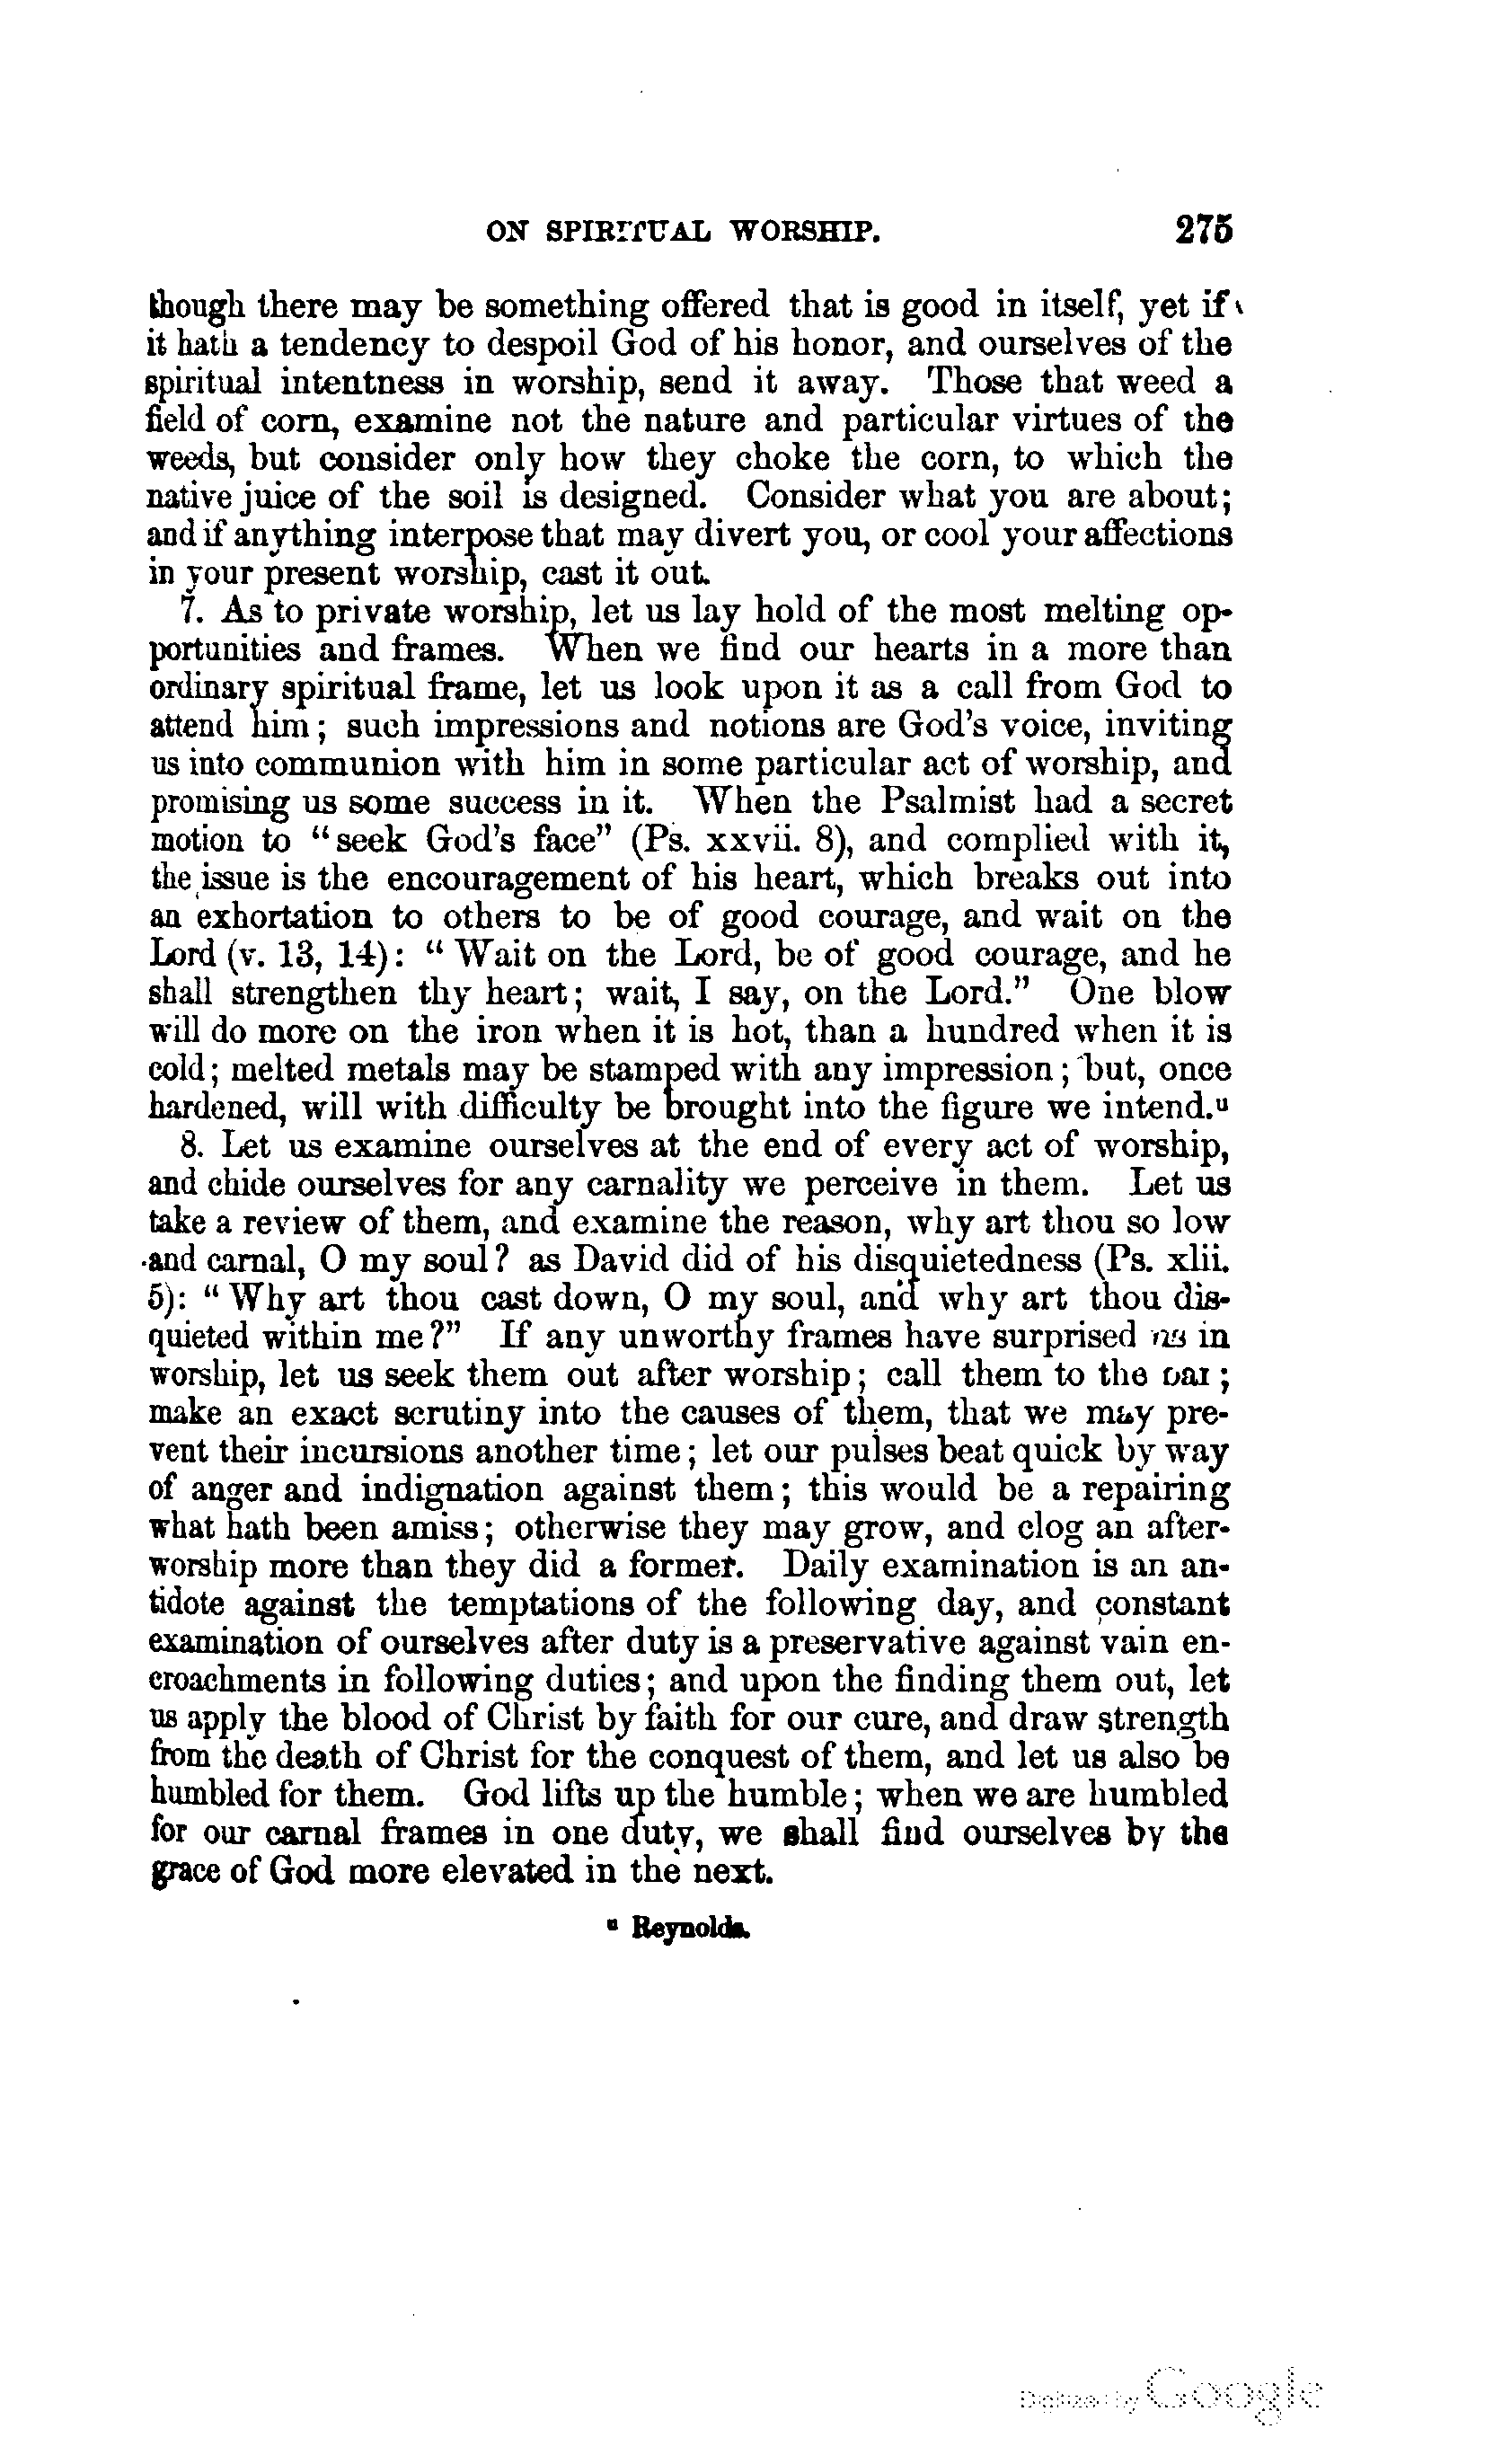 ON SPIRITUAL WORSHIP. 275
though there may be something offered that is good in itself, yet if
it hath a tendency to despoil God of his honor, and ourselves of the
spiritual intentness in worship, send it away. Those that weed a
field of corn, examine not the nature and particular virtues of the
weeds, but consider only how they choke the corn, to which the
native juice of the soil is designed. Consider what you are about;
and if anything interpose that may divert you, or cool your affections
in your present worship, cast it out.
7. As to private worship, let us lay hold of the most melting op-
portunities and frames. When we find our hearts in a more than
ordinary spiritual frame, let us look upon it as a call from God to
attend him; such impressions and notions are God's voice, inviting
us into communion with him in some particular act of worship, and
promising us some success in it. When the Psalmist had a secret
motion to "seek God's face" (Ps. xxvii. 8), and complied with it,
the issue is the encouragement of his heart, which breaks out into
an exhortation to others to be of good courage, and wait on the
Lord (v. 13, 14): "Wait on the Lord, be of good courage, and he
shall strengthen thy heart; wait, I say, on the Lord." One blow
will do more on the iron when it is hot, than a hundred when it is
cold; melted metals may be stamped with any impression; but, once
hardened, will with difficulty be brought into the figure we intend.ᵘ
8. Let us examine ourselves at the end of every act of worship,
and chide ourselves for any carnality we perceive in them. Let us
take a review of them, and examine the reason, why art thou so low
and carnal, O my soul? as David did of his disquietedness (Ps. xlii.
5): "Why art thou cast down, O my soul, and why art thou dis-
quieted within me?" If any unworthy frames have surprised us in
worship, let us seek them out after worship; call them to the bar;
make an exact scrutiny into the causes of them, that we may pre-
vent their incursions another time; let our pulses beat quick by way
of anger and indignation against them; this would be a repairing
what hath been amiss; otherwise they may grow, and clog an after-
worship more than they did a former. Daily examination is an an-
tidote against the temptations of the following day, and constant
examination of ourselves after duty is a preservative against vain en-
croachments in following duties; and upon the finding them out, let
us apply the blood of Christ by faith for our cure, and draw strength
from the death of Christ for the conquest of them, and let us also be
humbled for them. God lifts up the humble; when we are humbled
for our carnal frames in one duty, we shall find ourselves by the
grace of God more elevated in the next.
ᵘ Reynolds.
Digitized by Google